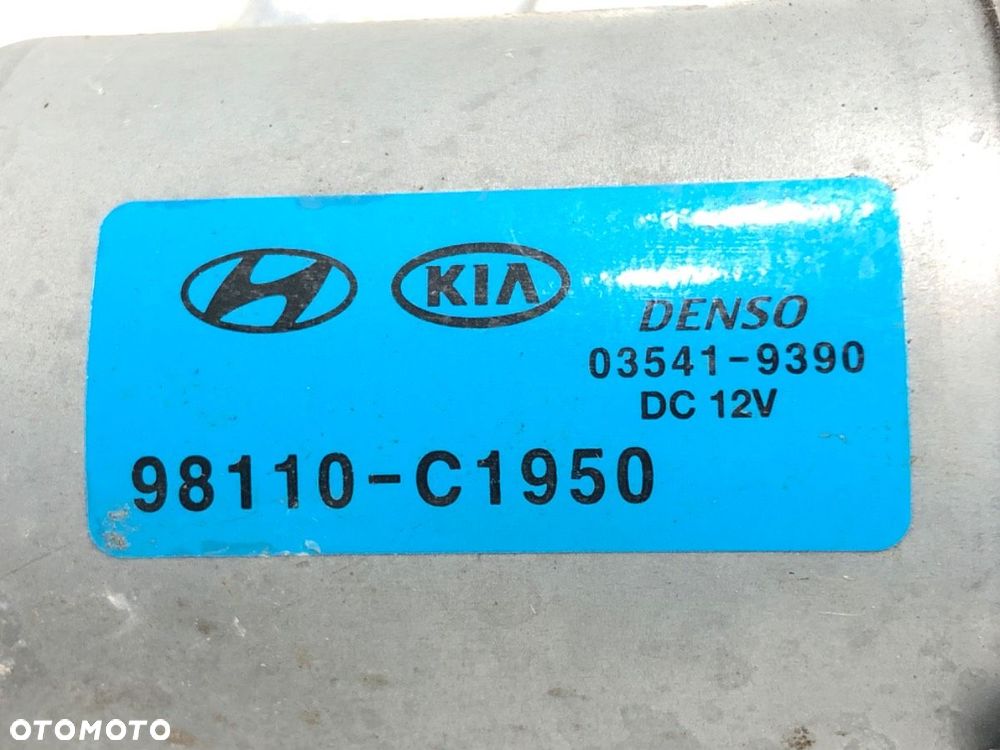 KIA
DENSO
03541-9390
DC 12V
98110-C1950
OTOMOTO